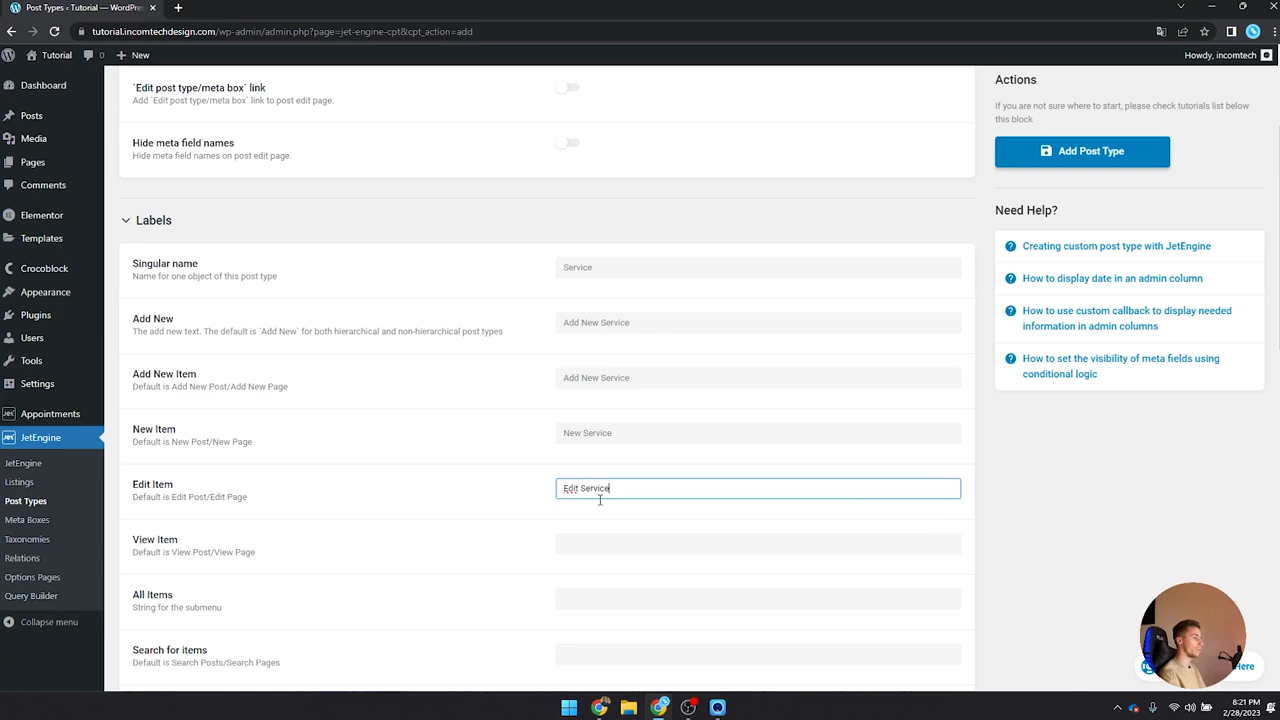 Post Types ‹ Tutorial — WordPre
tutorial.incomtechdesign.com/wp-admin/admin.php?page=jet-engine-cpt&cpt_action=add
Tutorial
0
New
Howdy, incomtech
Dashboard
Posts
Media
Pages
Comments
Elementor
Templates
Crocoblock
Appearance
Plugins
Users
Tools
Settings
Appointments
JetEngine
JetEngine
Listings
Post Types
Meta Boxes
Taxonomies
Relations
Options Pages
Query Builder
Collapse menu
`Edit post type/meta box` link
Add `Edit post type/meta box` link to post edit page.
Hide meta field names
Hide meta field names on post edit page.
Labels
Singular name
Name for one object of this post type
Service
Add New
The add new text. The default is `Add New` for both hierarchical and non-hierarchical post types
Add New Service
Add New Item
Default is Add New Post/Add New Page
Add New Service
New Item
Default is New Post/New Page
New Service
Edit Item
Default is Edit Post/Edit Page
Edit Service
View Item
Default is View Post/View Page
All Items
String for the submenu
Search for items
Default is Search Posts/Search Pages
Actions
If you are not sure where to start, please check tutorials list below
this block
Add Post Type
Need Help?
Creating custom post type with JetEngine
How to display date in an admin column
How to use custom callback to display needed
information in admin columns
How to set the visibility of meta fields using
conditional logic
Here
8:21 PM
2/28/2023